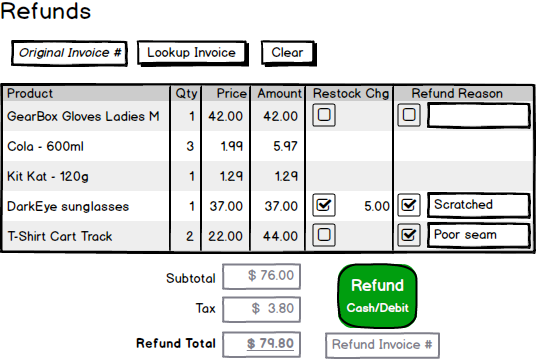 Refunds
Original Invoice # Lookup Invoice Clear
Product Qty Price Amount Restock Chg Refund Reason
GearBox Gloves Ladies M 1 42.00 42.00
Cola - 600ml 3 1.99 5.97
Kit Kat - 120g 1 1.29 1.29
DarkEye sunglasses 1 37.00 37.00 5.00 Scratched
T-Shirt Cart Track 2 22.00 44.00 Poor seam
Subtotal $ 76.00
Tax $ 3.80
Refund Total $ 79.80
Refund
Cash/Debit
Refund Invoice #